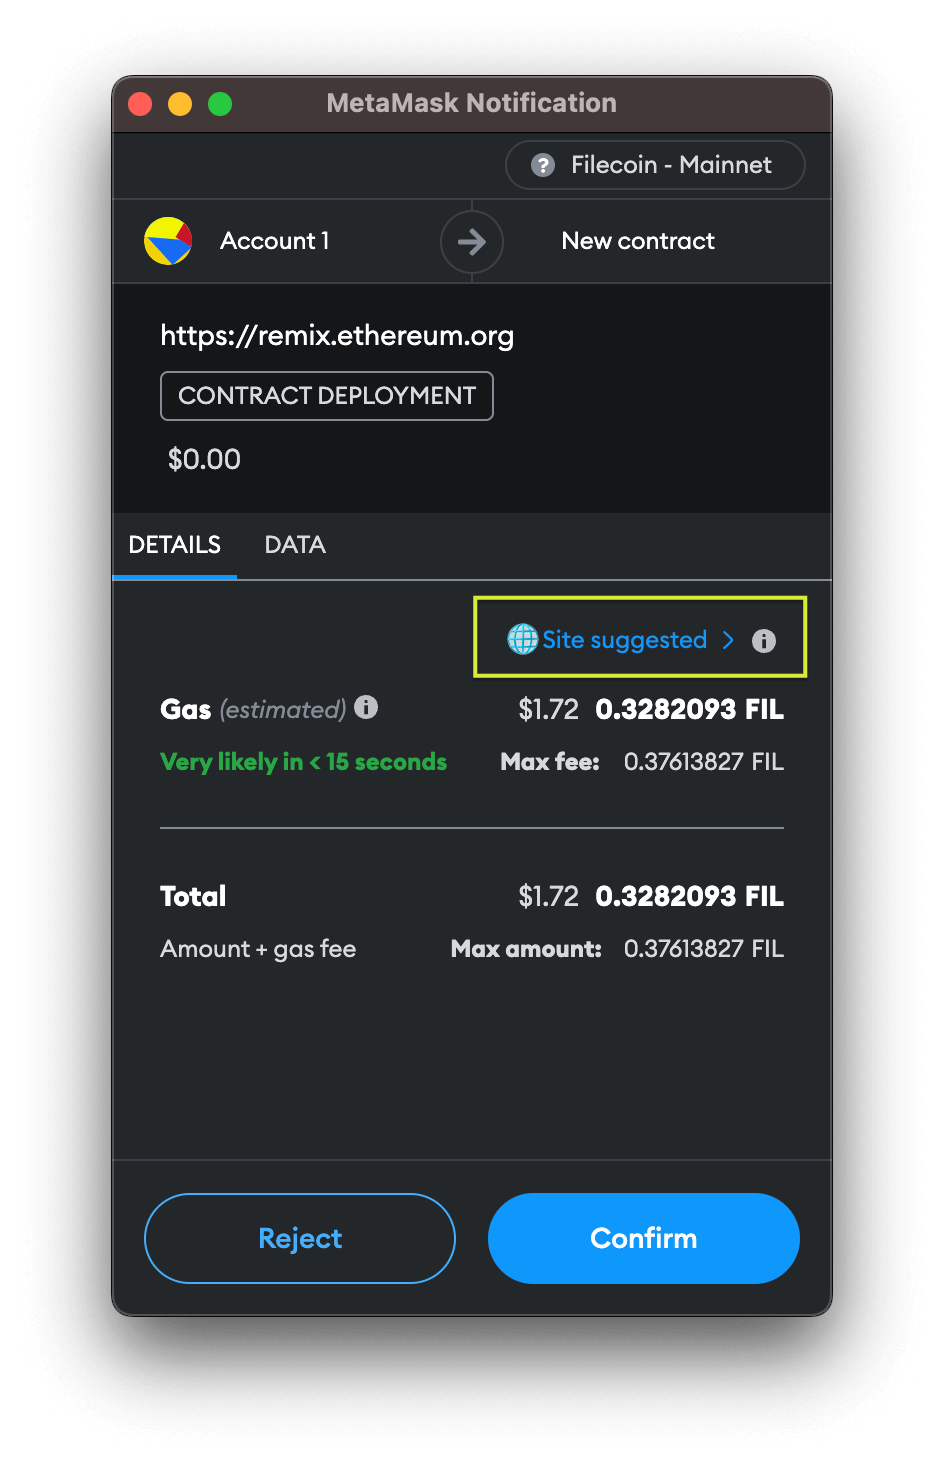 MetaMask Notification
? Filecoin - Mainnet
Account 1 New contract
https://remix.ethereum.org
CONTRACT DEPLOYMENT
$0.00
DETAILS DATA
Site suggested > i
Gas (estimated) i $1.72 0.3282093 FIL
Very likely in < 15 seconds Max fee: 0.37613827 FIL
Total $1.72 0.3282093 FIL
Amount + gas fee Max amount: 0.37613827 FIL
Reject Confirm